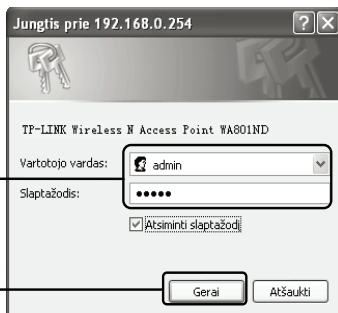 Jungtis prie 192.168.0.254
TP-LINK Wireless N Access Point WA801ND
Vartotojo vardas: admin
Slaptažodis: •••••
Atsiminti slaptažodį
Gerai Atšaukti